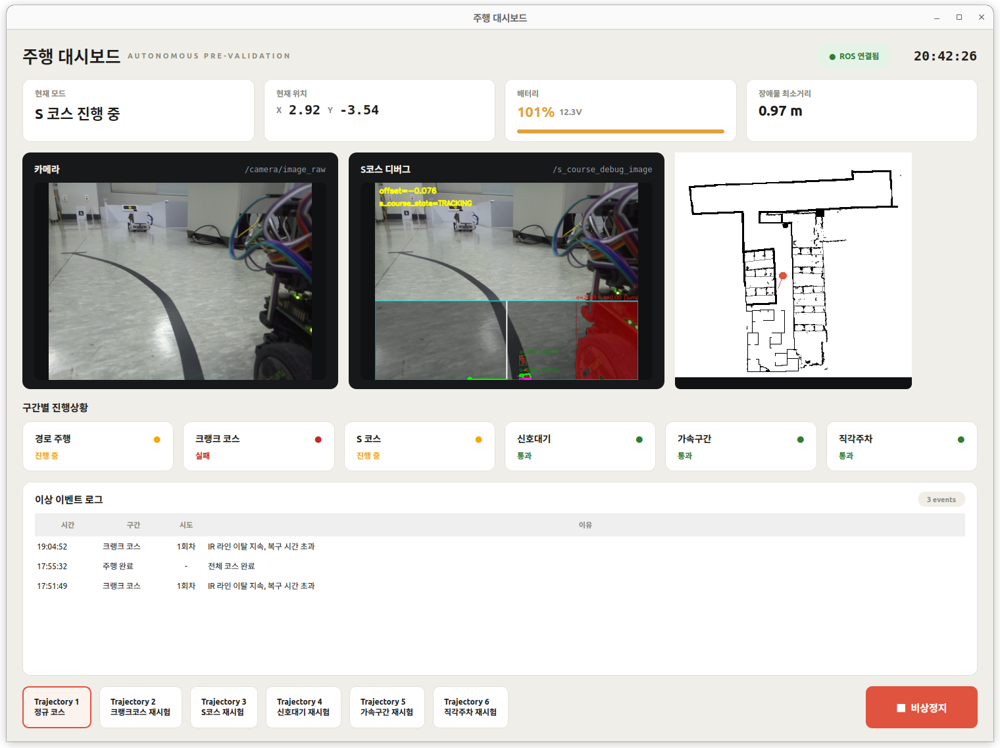 주행 대시보드
주행 대시보드 AUTONOMOUS PRE-VALIDATION
ROS 연결됨
20:42:26
현재 모드
S 코스 진행 중
현재 위치
X 2.92 Y -3.54
배터리
101% 12.3V
장애물 최소거리
0.97 m
카메라
/camera/image_raw
S코스 디버그
/s_course_debug_image
offset=-0.076
a_course_state=TRACKING
구간별 진행상황
경로 주행
진행 중
크랭크 코스
실패
S 코스
진행 중
신호대기
통과
가속구간
통과
직각주차
통과
이상 이벤트 로그
3 events
시간 구간 시도 이유
19:04:52 크랭크 코스 1회차 IR 라인 이탈 지속, 복구 시간 초과
17:55:32 주행 완료 - 전체 코스 완료
17:51:49 크랭크 코스 1회차 IR 라인 이탈 지속, 복구 시간 초과
Trajectory 1
정규 코스
Trajectory 2
크랭크코스 재시험
Trajectory 3
S코스 재시험
Trajectory 4
신호대기 재시험
Trajectory 5
가속구간 재시험
Trajectory 6
직각주차 재시험
비상정지